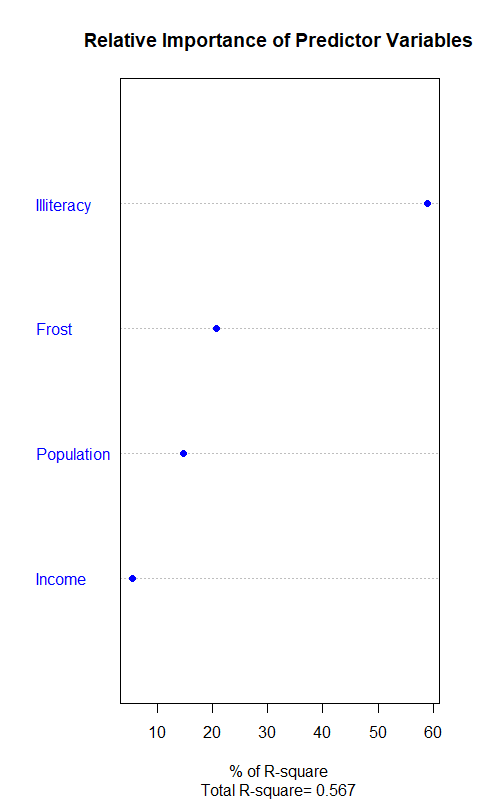 Relative Importance of Predictor Variables
Illiteracy
Frost
Population
Income
10 20 30 40 50 60
% of R-square
Total R-square= 0.567